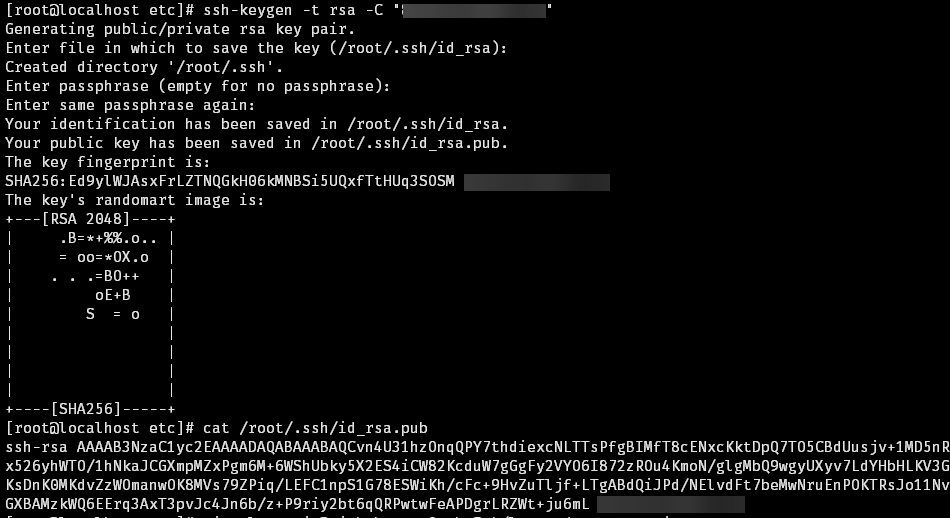 [root@localhost etc]# ssh-keygen -t rsa -C "
Generating public/private rsa key pair.
Enter file in which to save the key (/root/.ssh/id_rsa):
Created directory '/root/.ssh'.
Enter passphrase (empty for no passphrase):
Enter same passphrase again:
Your identification has been saved in /root/.ssh/id_rsa.
Your public key has been saved in /root/.ssh/id_rsa.pub.
The key fingerprint is:
SHA256:Ed9ylWJAsxFrLZTNQGkH06kMNBSi5UQxfTtHUq3SOSM
The key's randomart image is:
+---[RSA 2048]----+
|     .B=*+%%.o.. |
|     = oo=*OX.o  |
|    . . .=BO++   |
|         oE+B    |
|        S  = o   |
|                 |
|                 |
|                 |
|                 |
+----[SHA256]-----+
[root@localhost etc]# cat /root/.ssh/id_rsa.pub
ssh-rsa AAAAB3NzaC1yc2EAAAADAQABAAABAQCvn4U31hzOnqQPY7thdiexcNLTTsPfgBIMfT8cENxcKktDpQ7TO5CBdUusjv+1MD5nR
x526yhWTO/1hNkaJCGXmpMZxPgm6M+6WShUbky5X2ES4iCW82KcduW7gGgFy2VYO6I872zROu4KmoN/glgMbQ9wgyUXyv7LdYHbHLKV3G
KsDnK0MKdvZzWOmanwOK8MVs79ZPiq/LEFC1npS1G78ESWiKh/cFc+9HvZuTljf+LTgABdQiJPd/NElvdFt7beMwNruEnPOKTRsJo11Nv
GXBAMzkWQ6EErq3AxT3pvJc4Jn6b/z+P9riy2bt6qQRPwtwFeAPDgrLRZWt+ju6mL